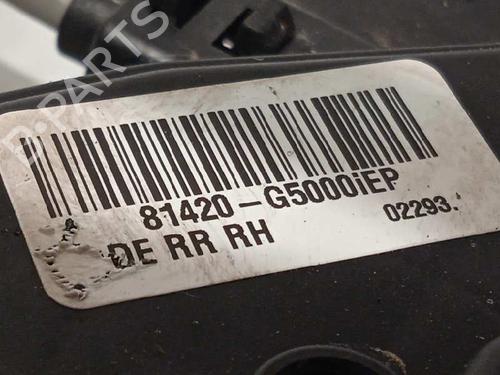 B PARTS
81420-G5000iEP
DE RR RH
02293.